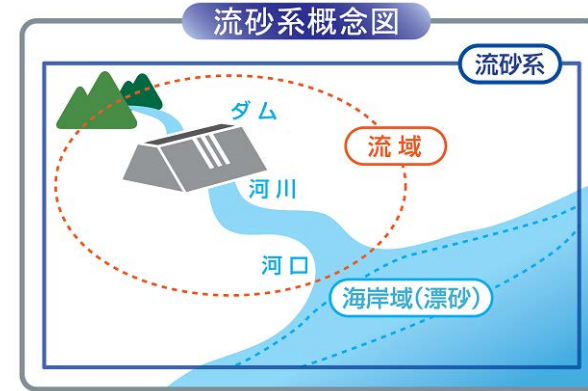 流砂系概念図
流砂系
ダム
流域
河川
河口
海岸域(漂砂)